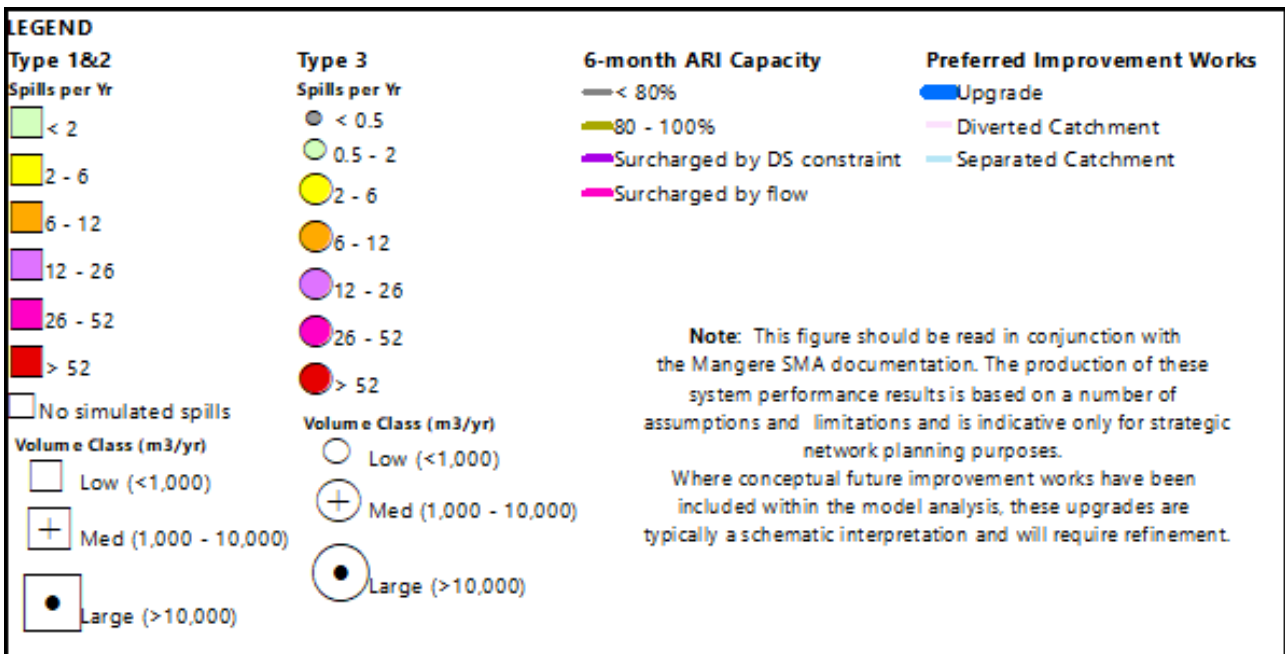 LEGEND
Type 1&2
Spills per Yr
< 2
2 - 6
6 - 12
12 - 26
26 - 52
> 52
No simulated spills
Volume Class (m3/yr)
Low (<1,000)
Med (1,000 - 10,000)
Large (>10,000)
Type 3
Spills per Yr
< 0.5
0.5 - 2
2 - 6
6 - 12
12 - 26
26 - 52
> 52
Volume Class (m3/yr)
Low (<1,000)
Med (1,000 - 10,000)
Large (>10,000)
6-month ARI Capacity
< 80%
80 - 100%
Surcharged by DS constraint
Surcharged by flow
Preferred Improvement Works
Upgrade
Diverted Catchment
Separated Catchment
Note: This figure should be read in conjunction with
the Mangere SMA documentation. The production of these
system performance results is based on a number of
assumptions and limitations and is indicative only for strategic
network planning purposes.
Where conceptual future improvement works have been
included within the model analysis, these upgrades are
typically a schematic interpretation and will require refinement.